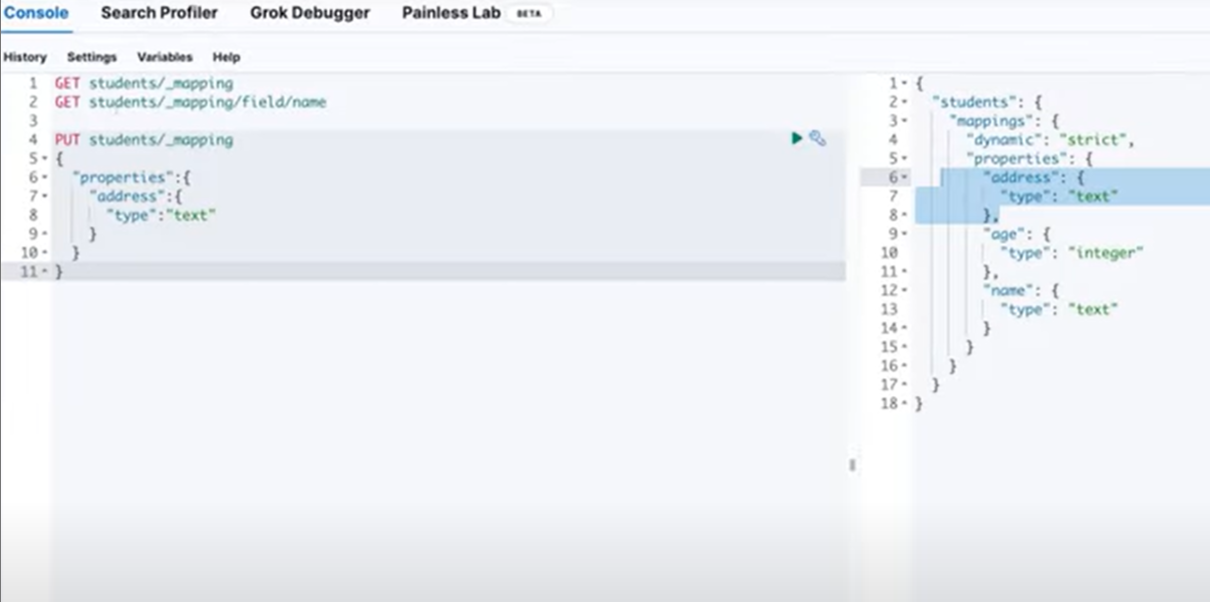 Console Search Profiler Grok Debugger Painless Lab BETA
History Settings Variables Help
1 GET students/_mapping
2 GET students/_mapping/field/name
3
4 PUT students/_mapping
5 {
6 "properties":{
7 "address":{
8 "type":"text"
9 }
10 }
11 }
1 {
2 "students": {
3 "mappings": {
4 "dynamic": "strict",
5 "properties": {
6 "address": {
7 "type": "text"
8 },
9 "age": {
10 "type": "integer"
11 },
12 "name": {
13 "type": "text"
14 }
15 }
16 }
17 }
18 }